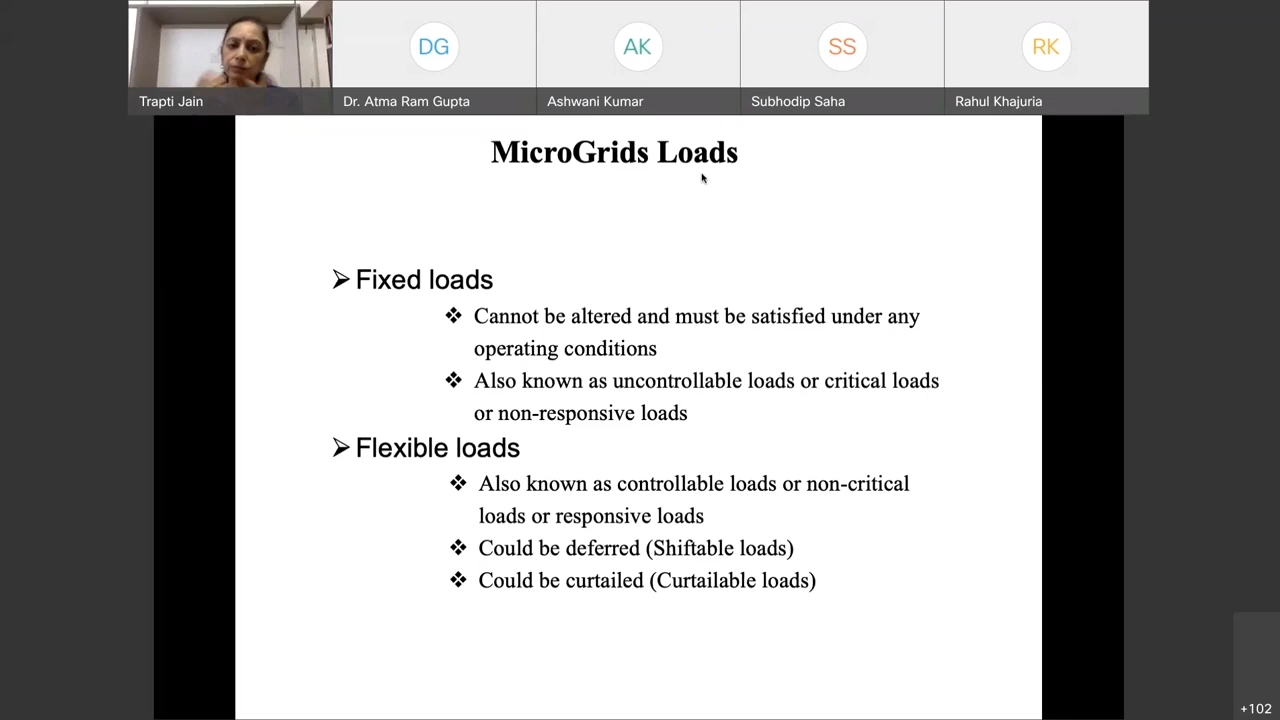 DG
AK
SS
RK
Trapti Jain
Dr. Atma Ram Gupta
Ashwani Kumar
Subhodip Saha
Rahul Khajuria
MicroGrids Loads
Fixed loads
Cannot be altered and must be satisfied under any
operating conditions
Also known as uncontrollable loads or critical loads
or non-responsive loads
Flexible loads
Also known as controllable loads or non-critical
loads or responsive loads
Could be deferred (Shiftable loads)
Could be curtailed (Curtailable loads)
+102